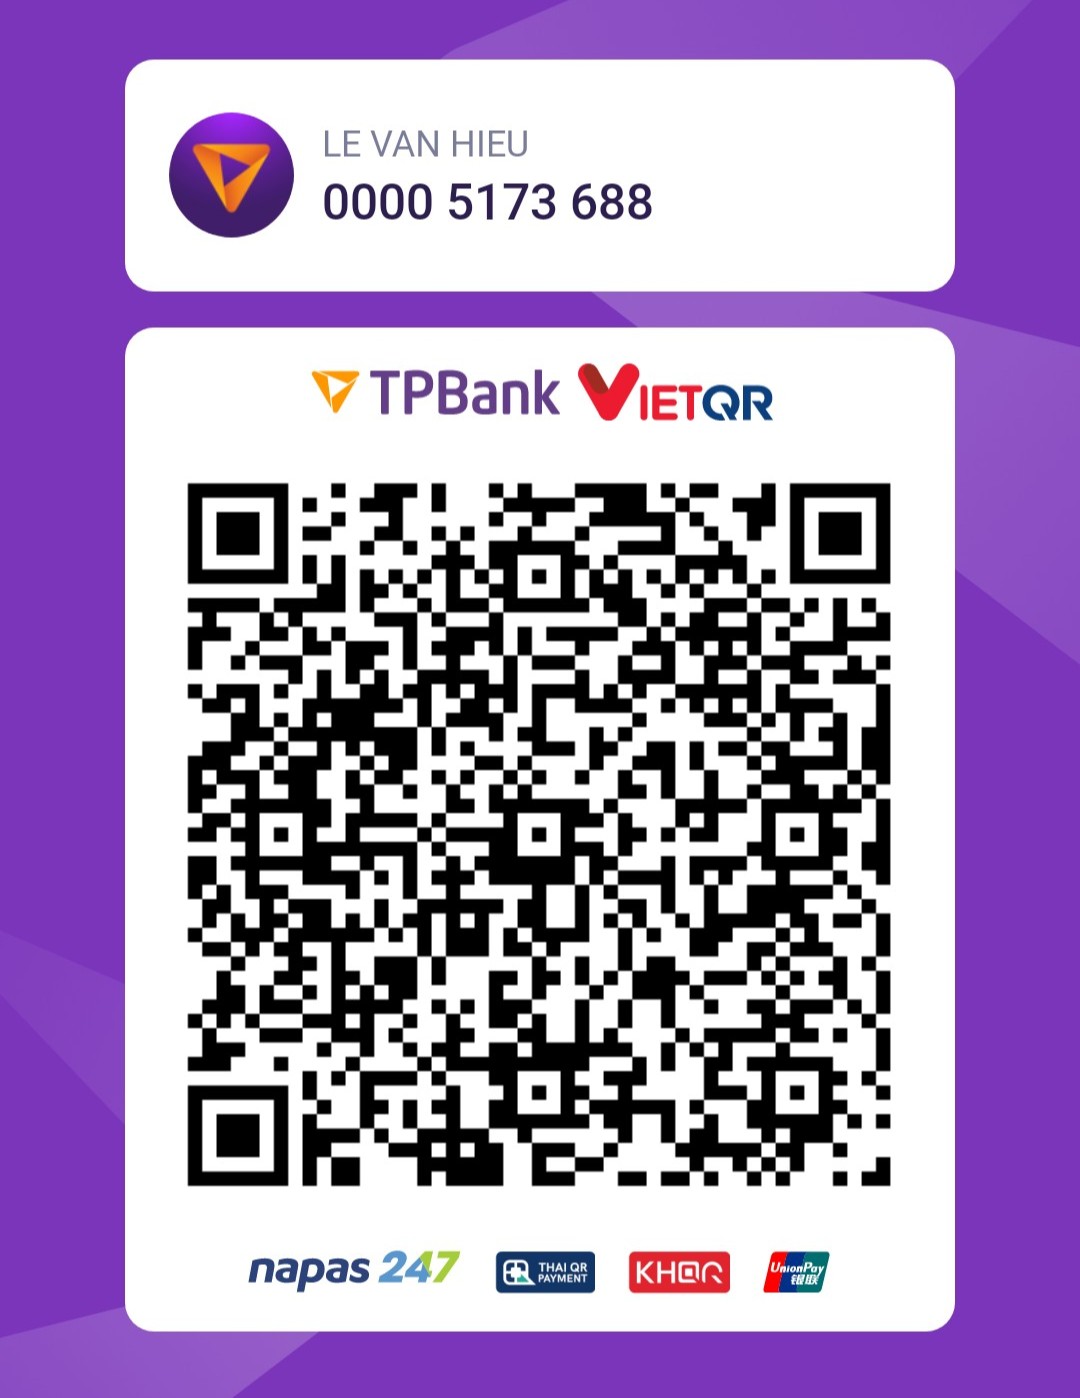 LE VAN HIEU
0000 5173 688
TPBank VIETQR
napas 247 THAI QR PAYMENT KHQR UnionPay 银联